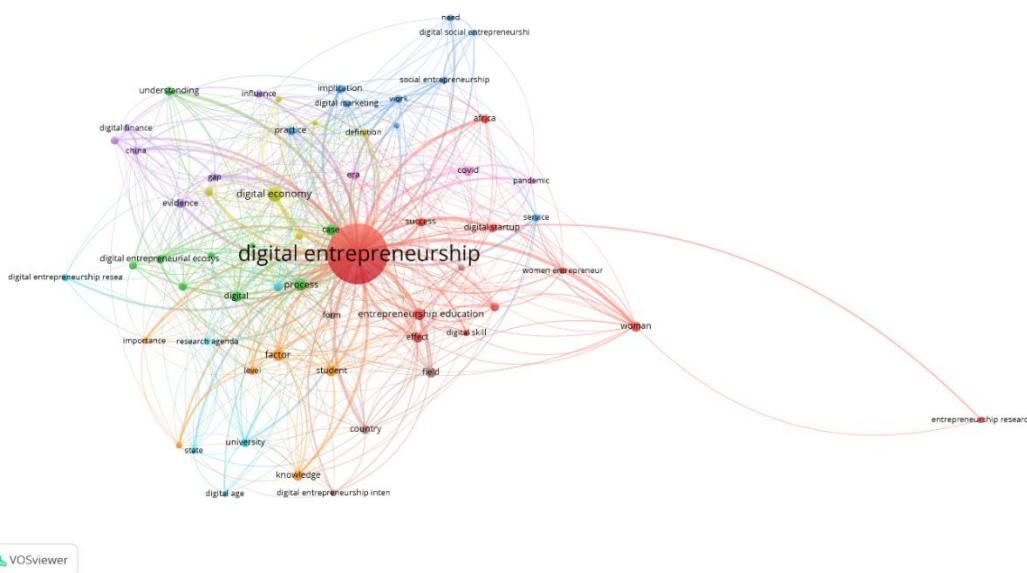 need
digital social entrepreneurshi
social entrepreneurship
understanding
influence
implication
work
digital marketing
africa
digital finance
practice
definition
china
covid
gap
era
pandemic
digital economy
evidence
service
success
case
digital startup
digital entrepreneurship
digital entrepreneurial ecosys
women entrepreneur
digital entrepreneurship resea
process
digital
form
entrepreneurship education
woman
digital skill
effect
importance
research agenda
factor
level
student
field
entrepreneurship researc
country
university
state
knowledge
digital age
digital entrepreneurship inten
VOSviewer